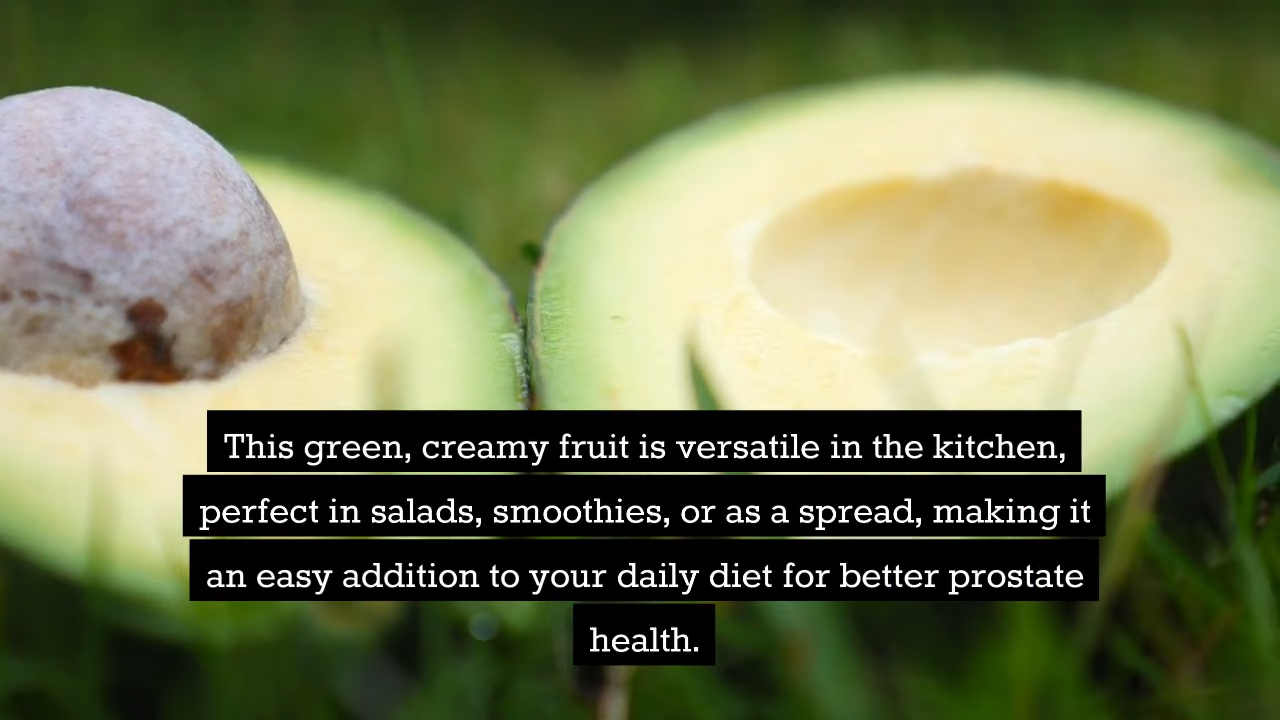 This green, creamy fruit is versatile in the kitchen,
perfect in salads, smoothies, or as a spread, making it
an easy addition to your daily diet for better prostate
health.